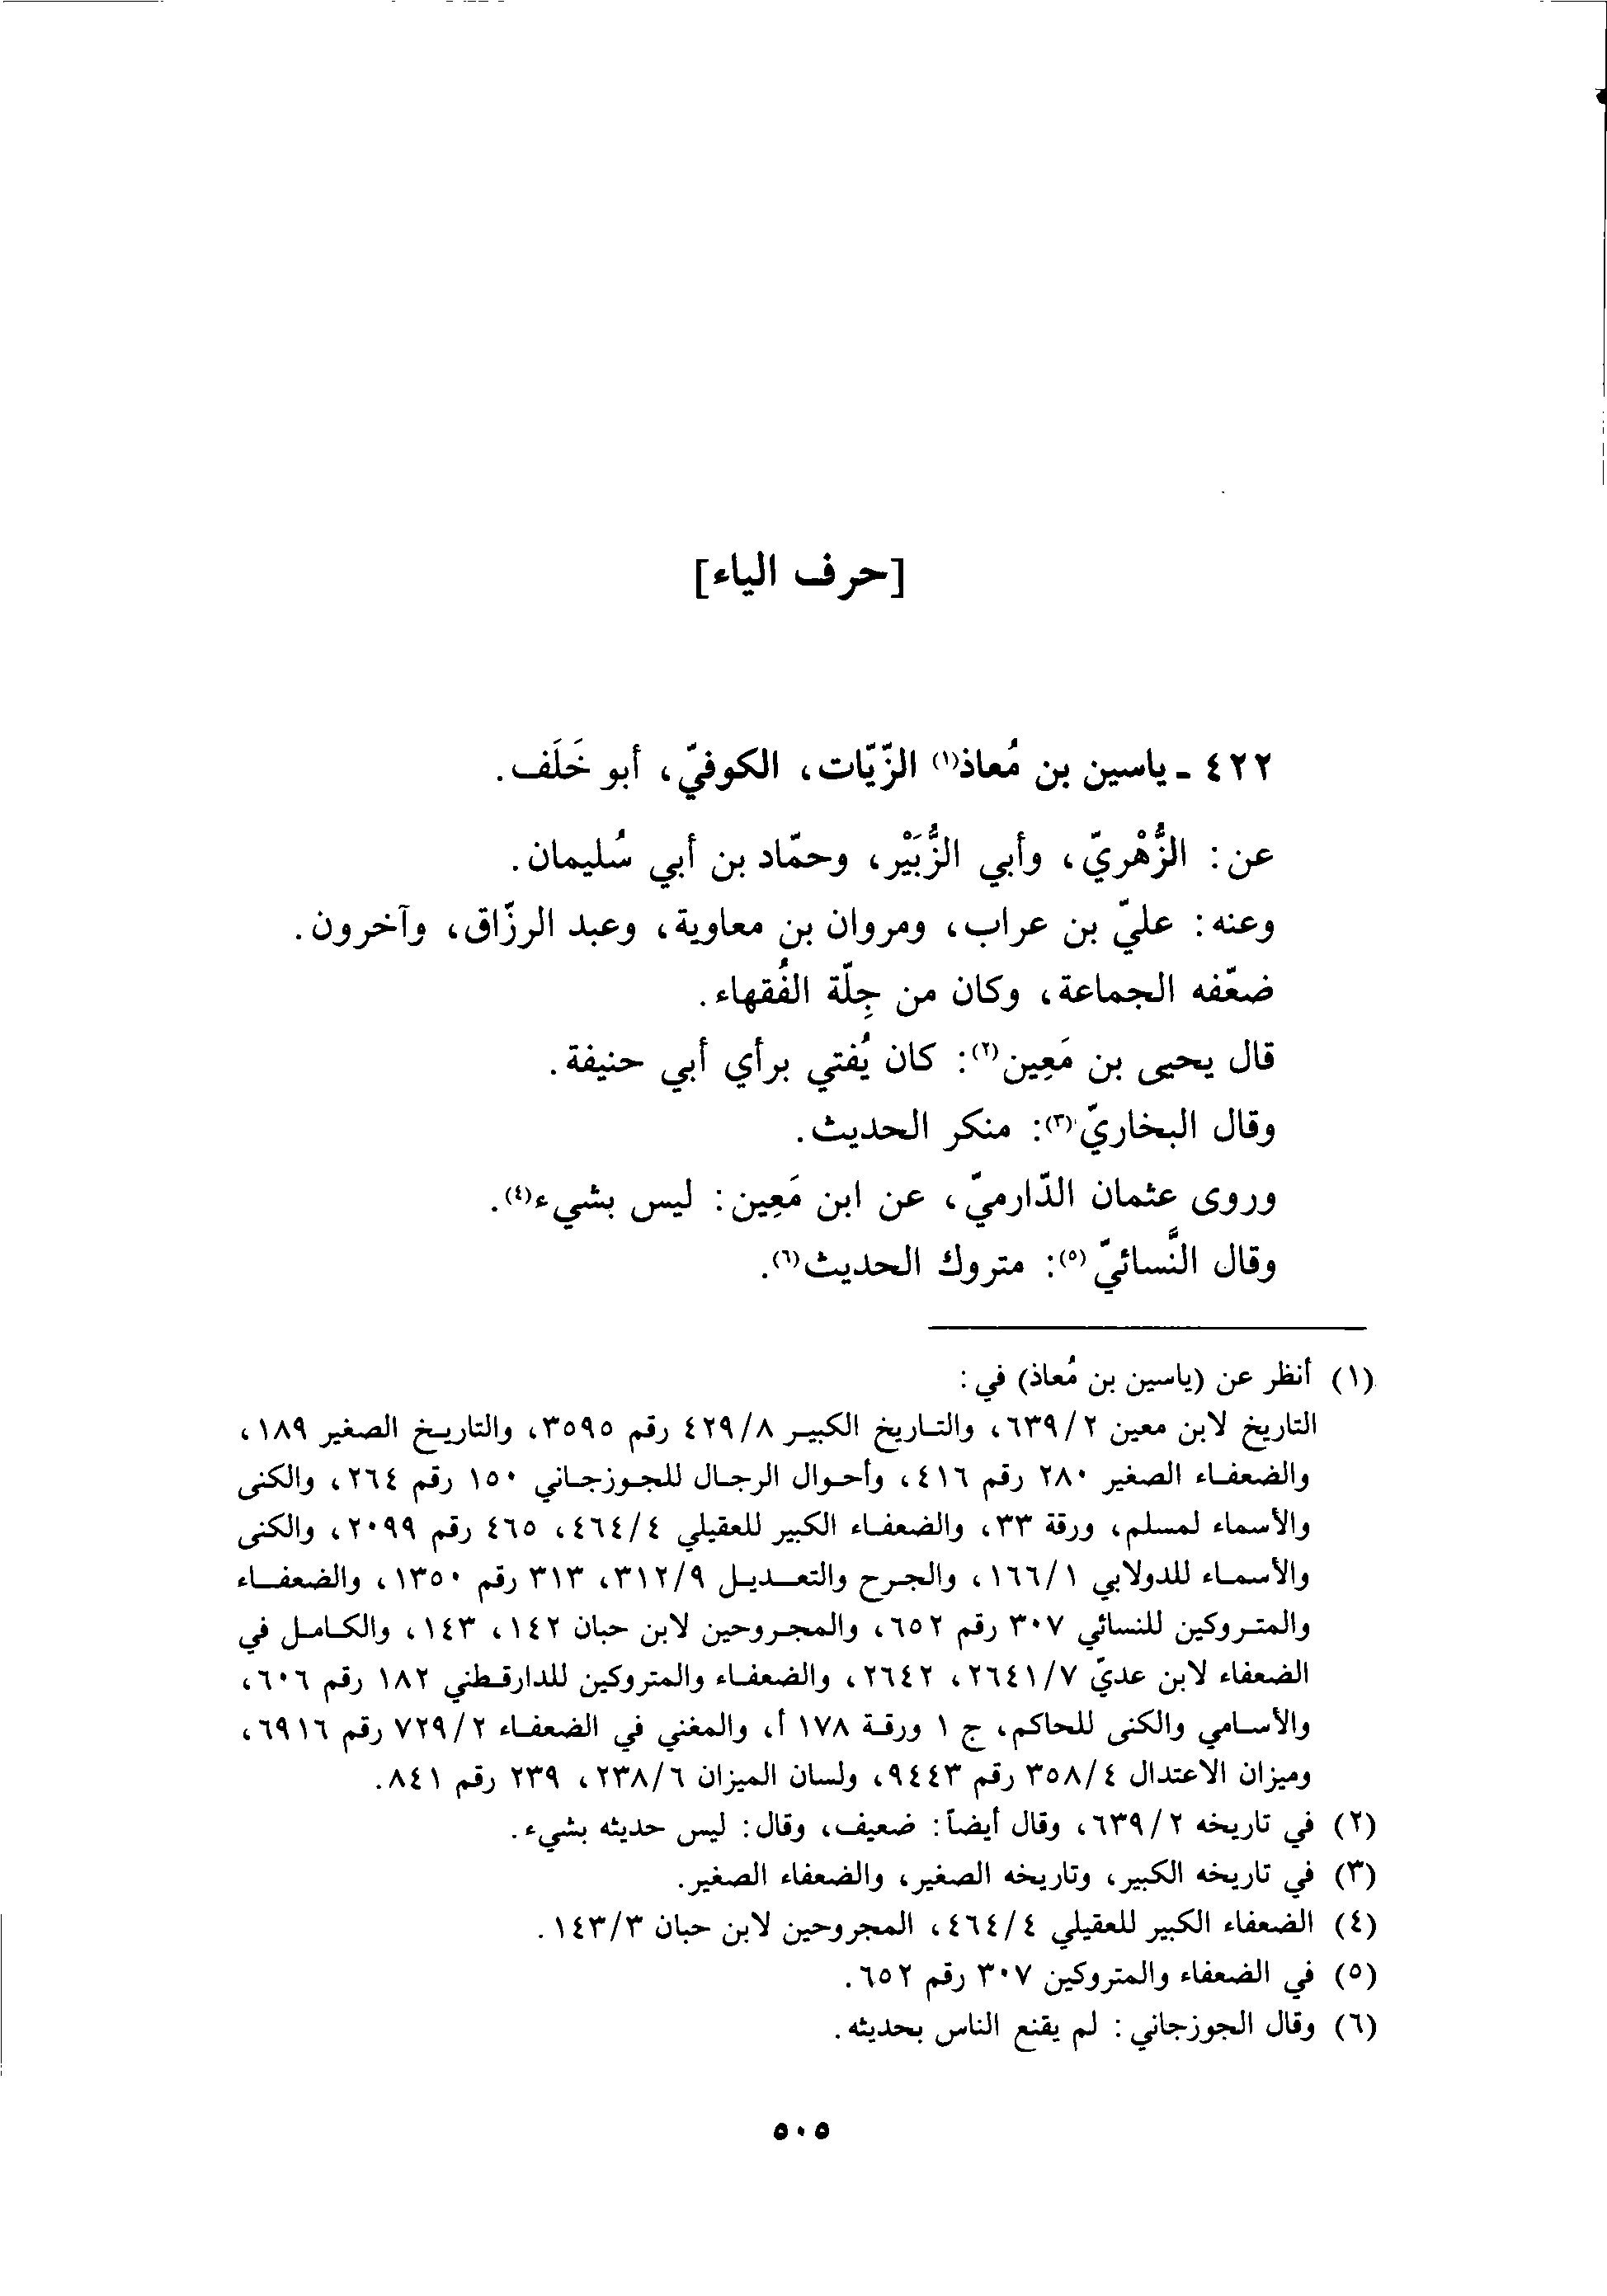 [حرف الياء]
٤٢٢ ـ ياسين بن مُعاذ(١) الزّيّات، الكوفيّ، أبو خَلَف.
عن: الزُّهْريّ، وأبي الزُّبَيْر، وحمّاد بن أبي سُليمان.
وعنه: عليّ بن عراب، ومروان بن معاوية، وعبد الرزّاق، وآخرون.
ضعّفه الجماعة، وكان من جِلّة الفُقهاء.
قال يحيى بن مَعِين(٢): كان يُفتي برأي أبي حنيفة.
وقال البخاريّ(٣): منكر الحديث.
وروى عثمان الدّارميّ، عن ابن مَعِين: ليس بشيء(٤).
وقال النَّسائيّ(٥): متروك الحديث(٦).
(١) أنظر عن (ياسين بن مُعاذ) في:
التاريخ لابن معين ٢/ ٦٣٩، والتاريخ الكبير ٨/ ٤٢٩ رقم ٣٥٩٥، والتاريخ الصغير ١٨٩،
والضعفاء الصغير ٢٨٠ رقم ٤١٦، وأحوال الرجال للجوزجاني ١٥٠ رقم ٢٦٤، والكنى
والأسماء لمسلم، ورقة ٣٣، والضعفاء الكبير للعقيلي ٤/ ٤٦٤، ٤٦٥ رقم ٢٠٩٩، والكنى
والأسماء للدولابي ١/ ١٦٦، والجرح والتعديل ٩/ ٣١٢، ٣١٣ رقم ١٣٥٠، والضعفاء
والمتروكين للنسائي ٣٠٧ رقم ٦٥٢، والمجروحين لابن حبان ١٤٢، ١٤٣، والكامل في
الضعفاء لابن عديّ ٧/ ٢٦٤١، ٢٦٤٢، والضعفاء والمتروكين للدارقطني ١٨٢ رقم ٦٠٦،
والأسامي والكنى للحاكم، ج ١ ورقة ١٧٨ أ، والمغني في الضعفاء ٢/ ٧٢٩ رقم ٦٩١٦،
وميزان الاعتدال ٤/ ٣٥٨ رقم ٩٤٤٣، ولسان الميزان ٦/ ٢٣٨، ٢٣٩ رقم ٨٤١.
(٢) في تاريخه ٢/ ٦٣٩، وقال أيضاً: ضعيف، وقال: ليس حديثه بشيء.
(٣) في تاريخه الكبير، وتاريخه الصغير، والضعفاء الصغير.
(٤) الضعفاء الكبير للعقيلي ٤/ ٤٦٤، المجروحين لابن حبان ٣/ ١٤٣.
(٥) في الضعفاء والمتروكين ٣٠٧ رقم ٦٥٢.
(٦) وقال الجوزجاني: لم يقنع الناس بحديثه.
٥٠٥